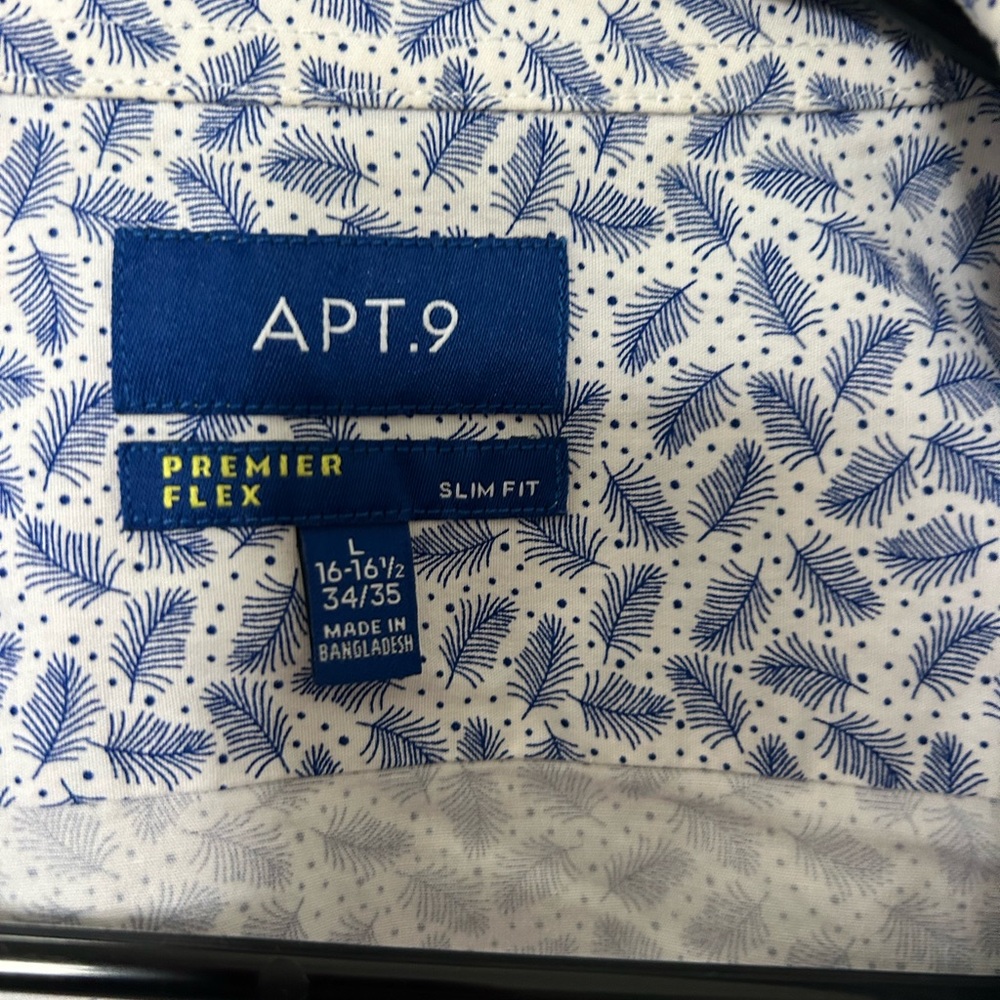 APT.9
PREMIER
FLEX
SLIM FIT
L
16-16½
34/35
MADE IN
BANGLADESH